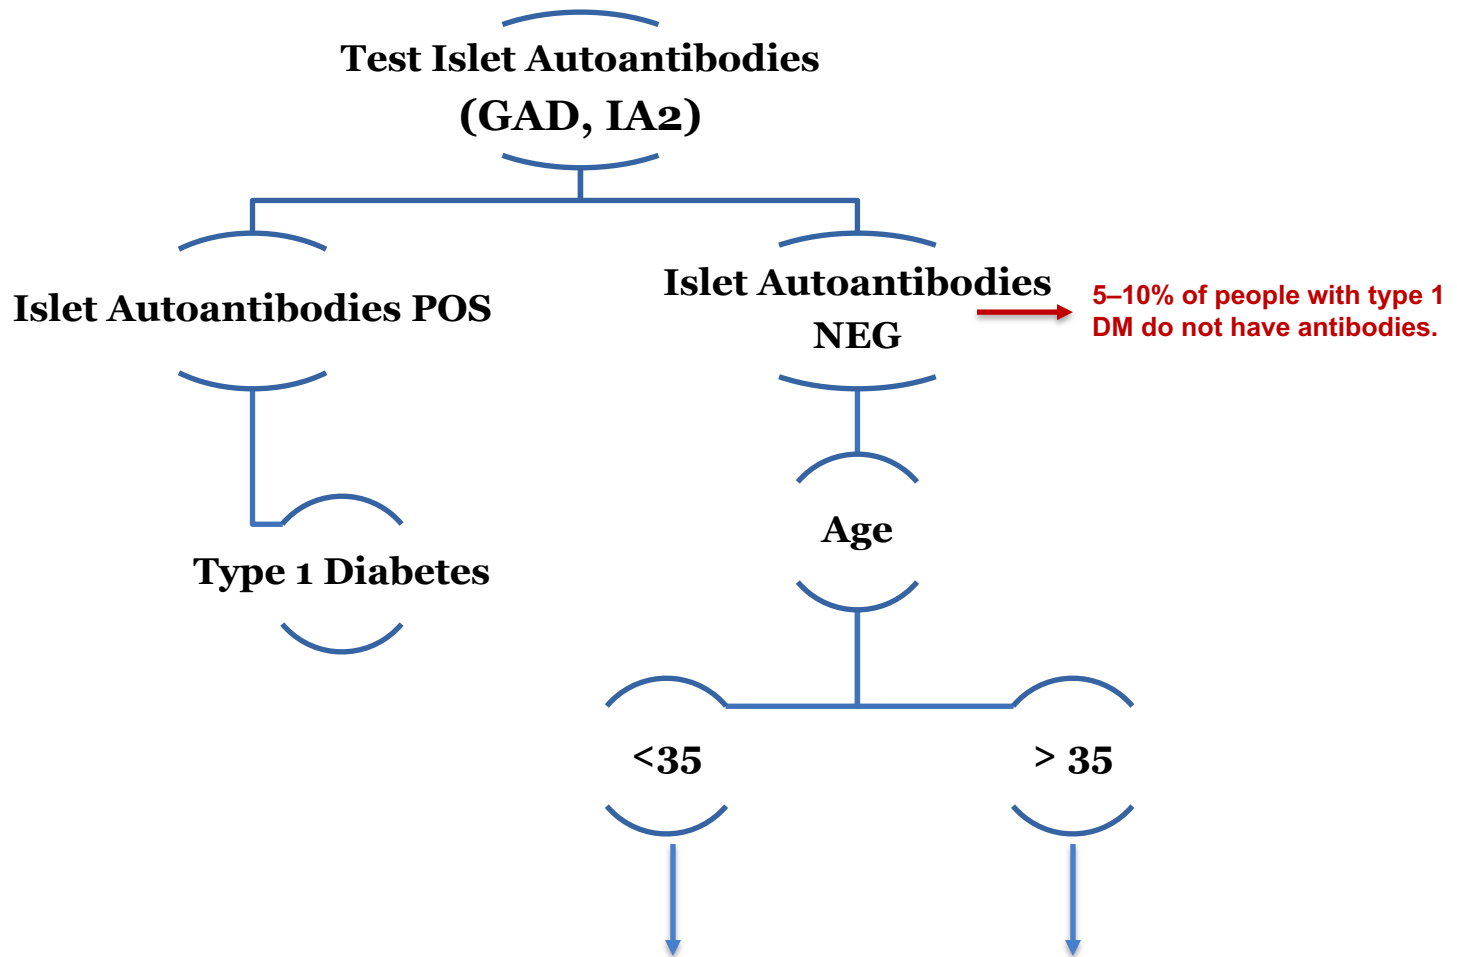 Test Islet Autoantibodies
(GAD, IA2)
Islet Autoantibodies POS
Islet Autoantibodies
NEG
5–10% of people with type 1
DM do not have antibodies.
Type 1 Diabetes
Age
<35
> 35